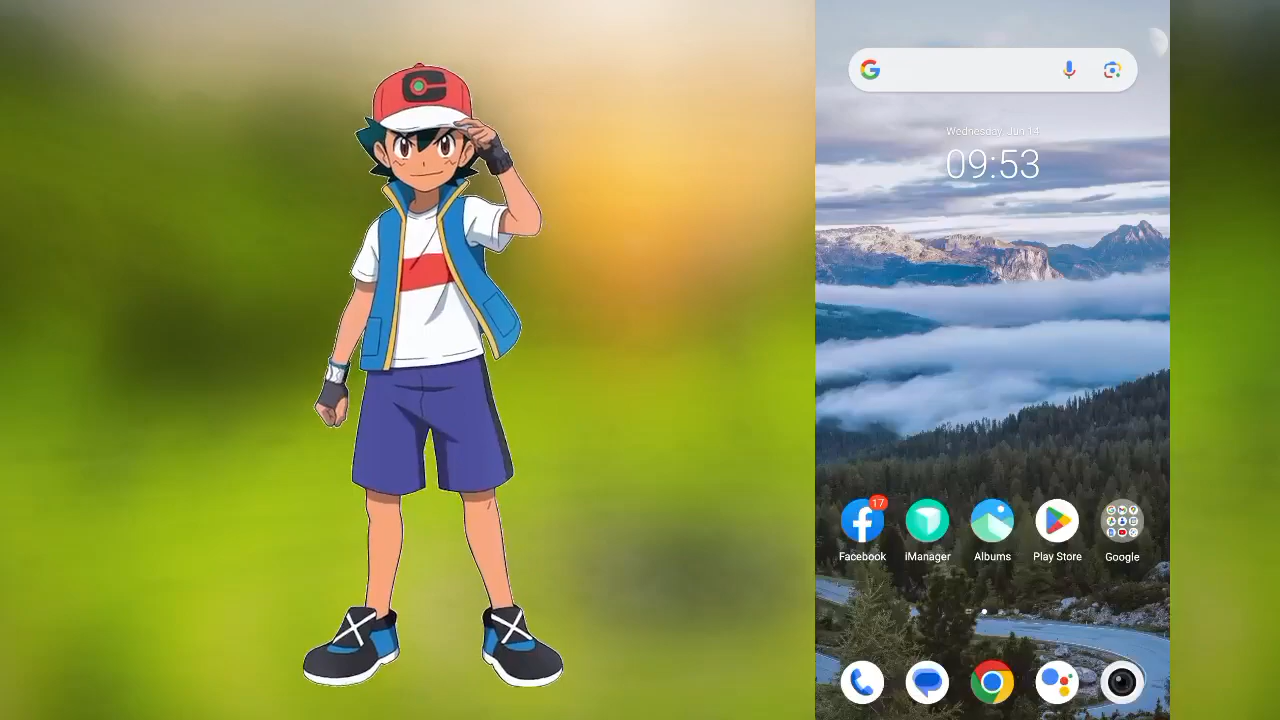 Wednesday, Jun 14
09:53
17
Facebook
iManager
Albums
Play Store
Google